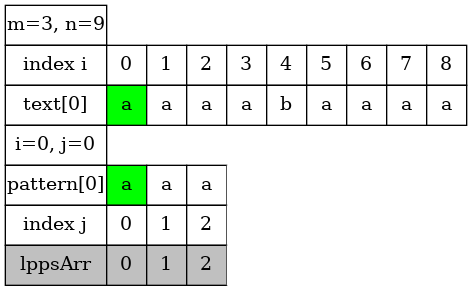 m=3, n=9
index i 0 1 2 3 4 5 6 7 8
text[0] a a a a b a a a a
i=0, j=0
pattern[0] a a a
index j 0 1 2
lppsArr 0 1 2